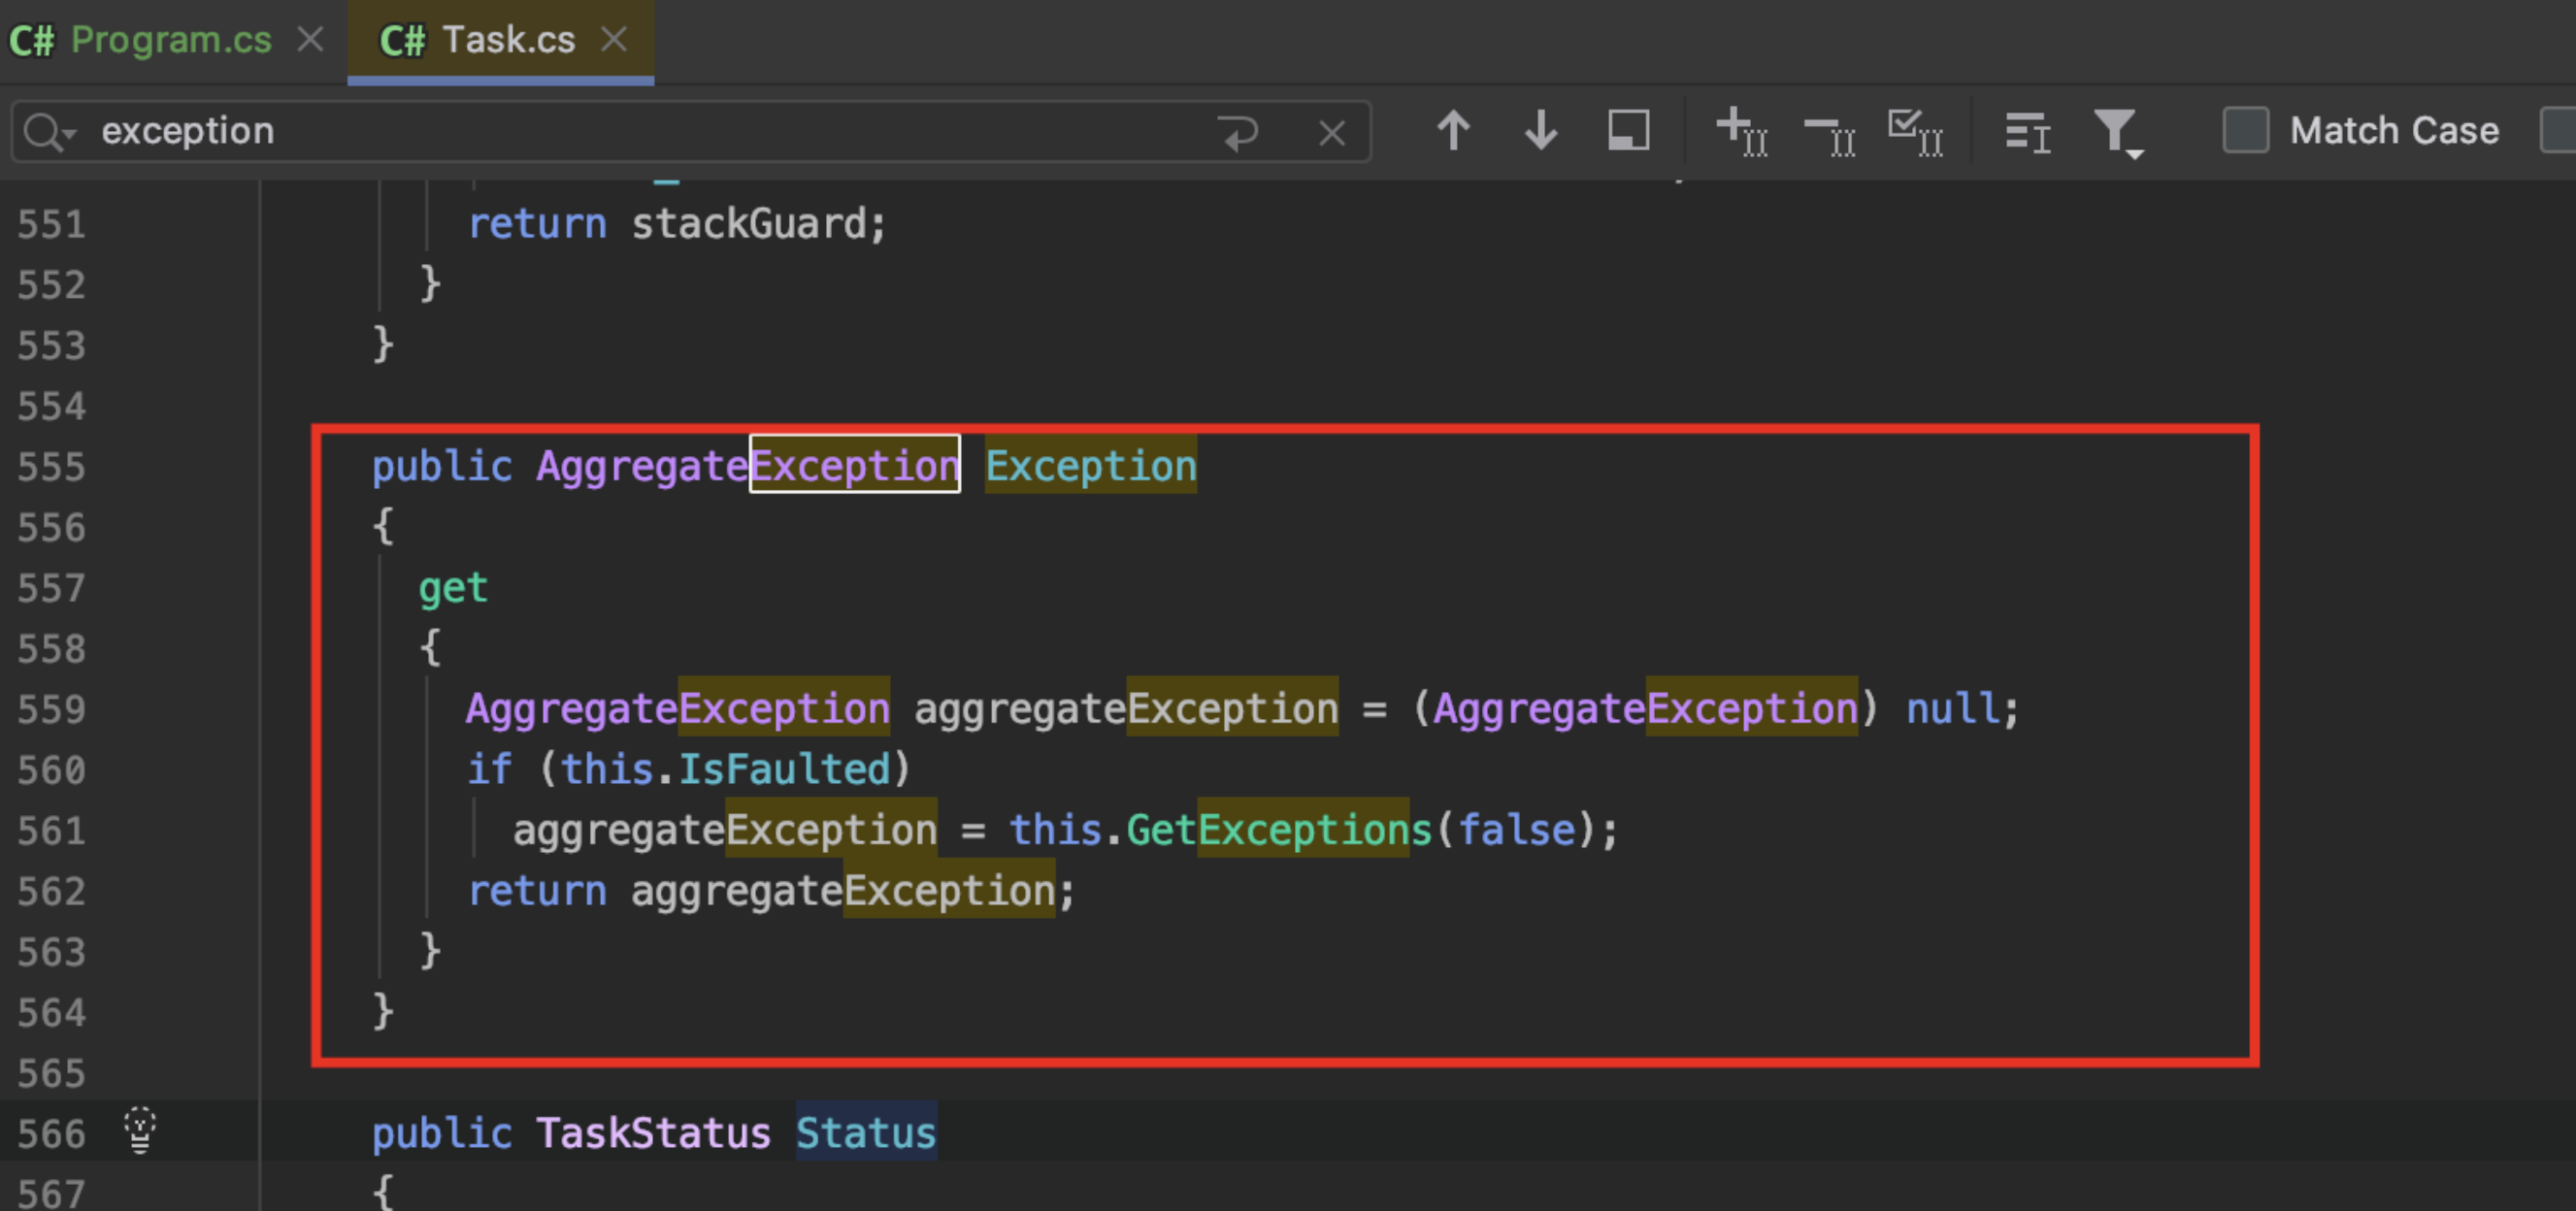 C# Program.cs
C# Task.cs
exception
Match Case
551 return stackGuard;
552 }
553 }
554
555 public AggregateException Exception
556 {
557 get
558 {
559 AggregateException aggregateException = (AggregateException) null;
560 if (this.IsFaulted)
561 aggregateException = this.GetExceptions(false);
562 return aggregateException;
563 }
564 }
565
566 public TaskStatus Status
567 {